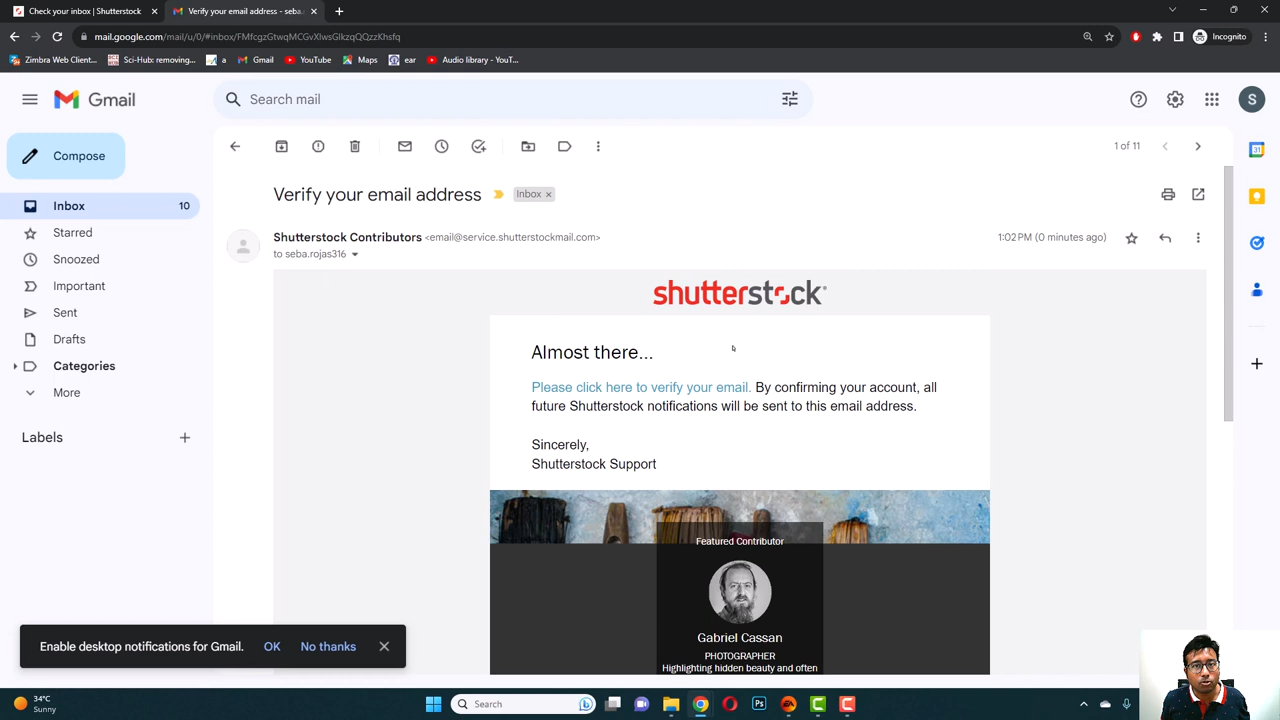 Check your inbox | Shutterstock
Verify your email address - seba.
mail.google.com/mail/u/0/#inbox/FMfcgzGtwqMCGvXlwsGlkzqQQzzKhsfq
Incognito
Zimbra Web Client...
Sci-Hub: removing...
a
Gmail
YouTube
Maps
ear
Audio library - YouT...
Gmail
Search mail
S
Compose
1 of 11
Verify your email address
Inbox
Inbox 10
Starred
Snoozed
Important
Sent
Drafts
Categories
More
Labels
Shutterstock Contributors <email@service.shutterstockmail.com>
1:02 PM (0 minutes ago)
to seba.rojas316
shutterstock
Almost there...
Please click here to verify your email. By confirming your account, all
future Shutterstock notifications will be sent to this email address.
Sincerely,
Shutterstock Support
Featured Contributor
Gabriel Cassan
PHOTOGRAPHER
Highlighting hidden beauty and often
Enable desktop notifications for Gmail. OK No thanks
31
34°C
Sunny
Search
Ps